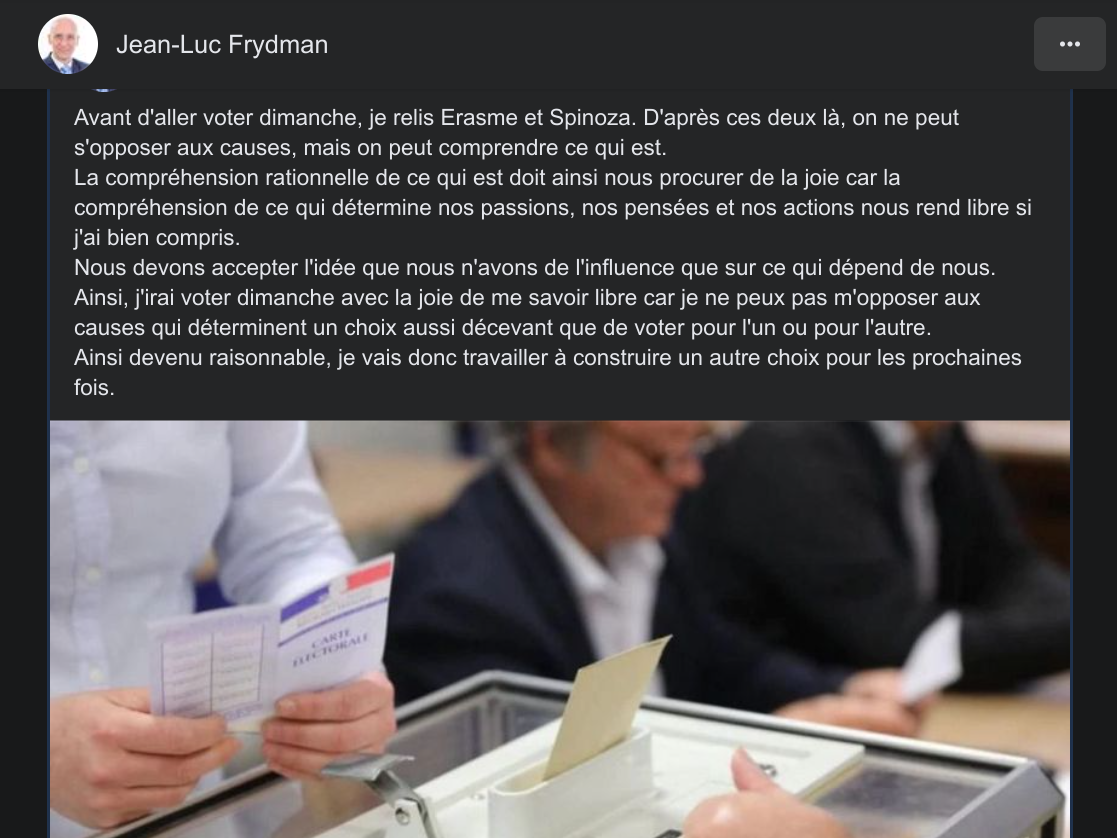 Jean-Luc Frydman
Avant d'aller voter dimanche, je relis Erasme et Spinoza. D'après ces deux là, on ne peut
s'opposer aux causes, mais on peut comprendre ce qui est.
La compréhension rationnelle de ce qui est doit ainsi nous procurer de la joie car la
compréhension de ce qui détermine nos passions, nos pensées et nos actions nous rend libre si
j'ai bien compris.
Nous devons accepter l'idée que nous n'avons de l'influence que sur ce qui dépend de nous.
Ainsi, j'irai voter dimanche avec la joie de me savoir libre car je ne peux pas m'opposer aux
causes qui déterminent un choix aussi décevant que de voter pour l'un ou pour l'autre.
Ainsi devenu raisonnable, je vais donc travailler à construire un autre choix pour les prochaines
fois.
CARTE
ÉLECTORALE